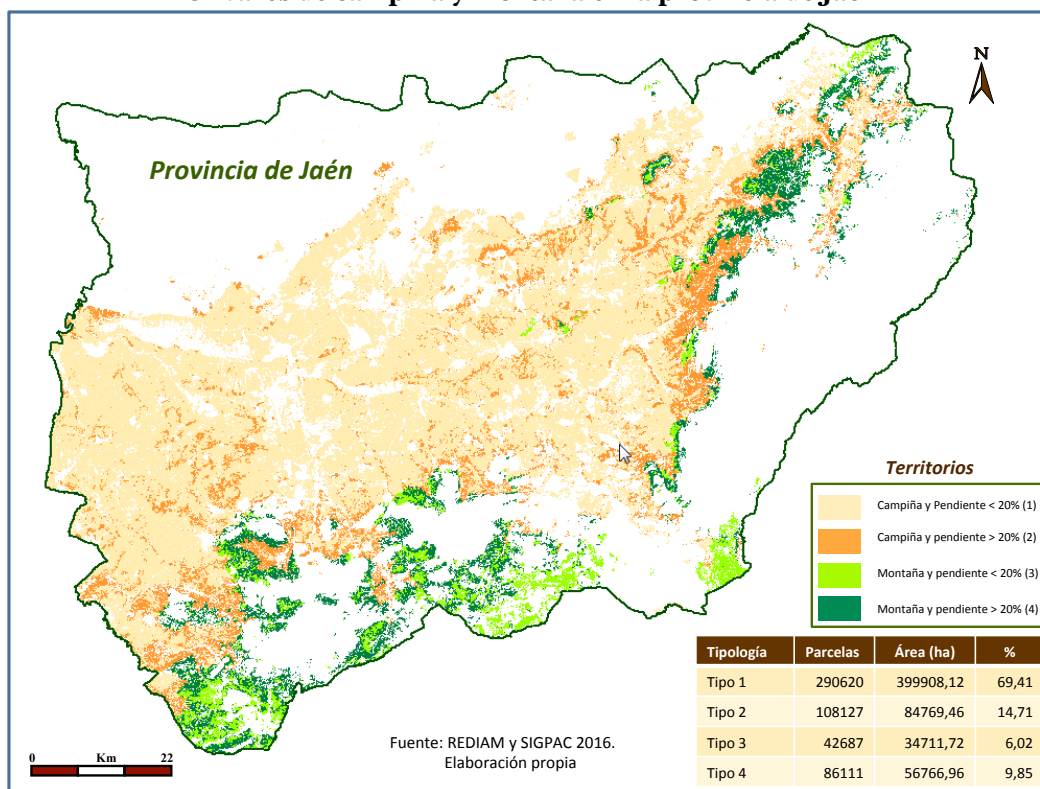 N
Provincia de Jaén
Territorios
Campiña y Pendiente < 20% (1)
Campiña y pendiente > 20% (2)
Montaña y pendiente < 20% (3)
Montaña y pendiente > 20% (4)
Tipología Parcelas Área (ha) %
Tipo 1 290620 399908,12 69,41
Tipo 2 108127 84769,46 14,71
Tipo 3 42687 34711,72 6,02
Tipo 4 86111 56766,96 9,85
Fuente: REDIAM y SIGPAC 2016.
Elaboración propia
0 Km 22